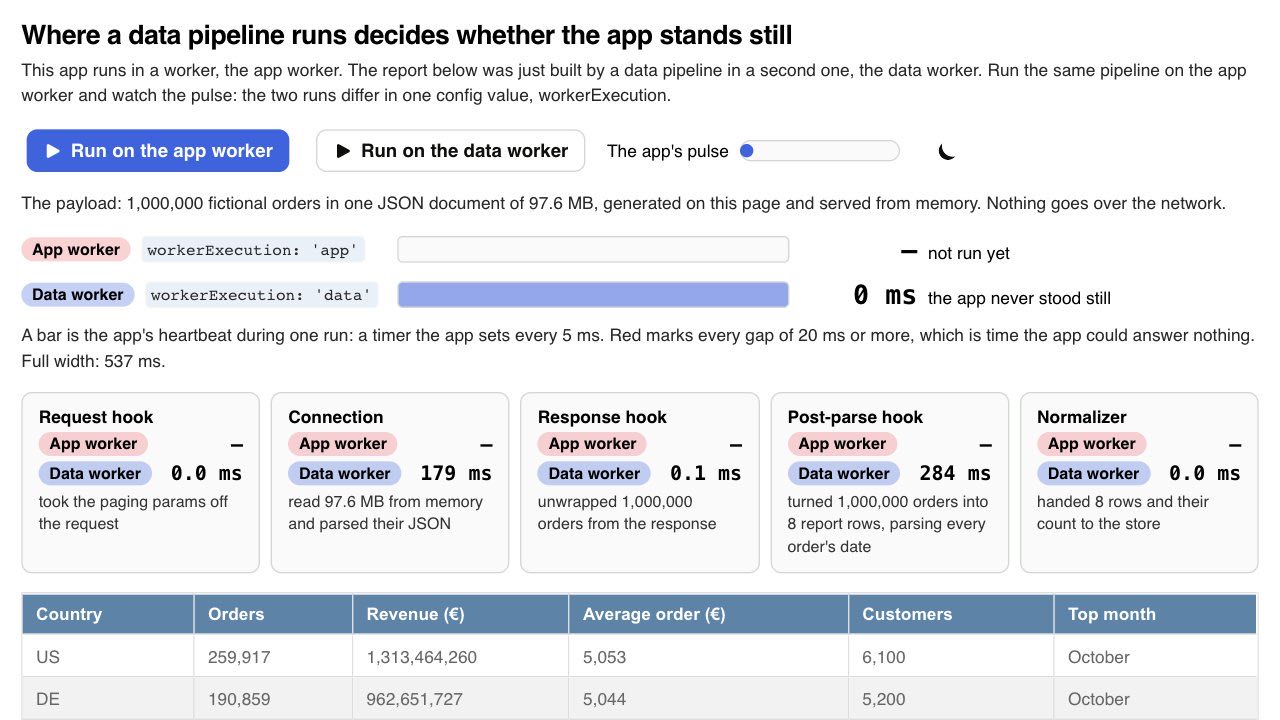 Where a data pipeline runs decides whether the app stands still
This app runs in a worker, the app worker. The report below was just built by a data pipeline in a second one, the data worker. Run the same pipeline on the app
worker and watch the pulse: the two runs differ in one config value, workerExecution.
Run on the app worker
Run on the data worker
The app's pulse
The payload: 1,000,000 fictional orders in one JSON document of 97.6 MB, generated on this page and served from memory. Nothing goes over the network.
App worker workerExecution: 'app' – not run yet
Data worker workerExecution: 'data' 0 ms the app never stood still
A bar is the app's heartbeat during one run: a timer the app sets every 5 ms. Red marks every gap of 20 ms or more, which is time the app could answer nothing.
Full width: 537 ms.
Request hook
App worker –
Data worker 0.0 ms
took the paging params off
the request
Connection
App worker –
Data worker 179 ms
read 97.6 MB from memory
and parsed their JSON
Response hook
App worker –
Data worker 0.1 ms
unwrapped 1,000,000
orders from the response
Post-parse hook
App worker –
Data worker 284 ms
turned 1,000,000 orders into
8 report rows, parsing every
order's date
Normalizer
App worker –
Data worker 0.0 ms
handed 8 rows and their
count to the store
Country Orders Revenue (€) Average order (€) Customers Top month
US 259,917 1,313,464,260 5,053 6,100 October
DE 190,859 962,651,727 5,044 5,200 October